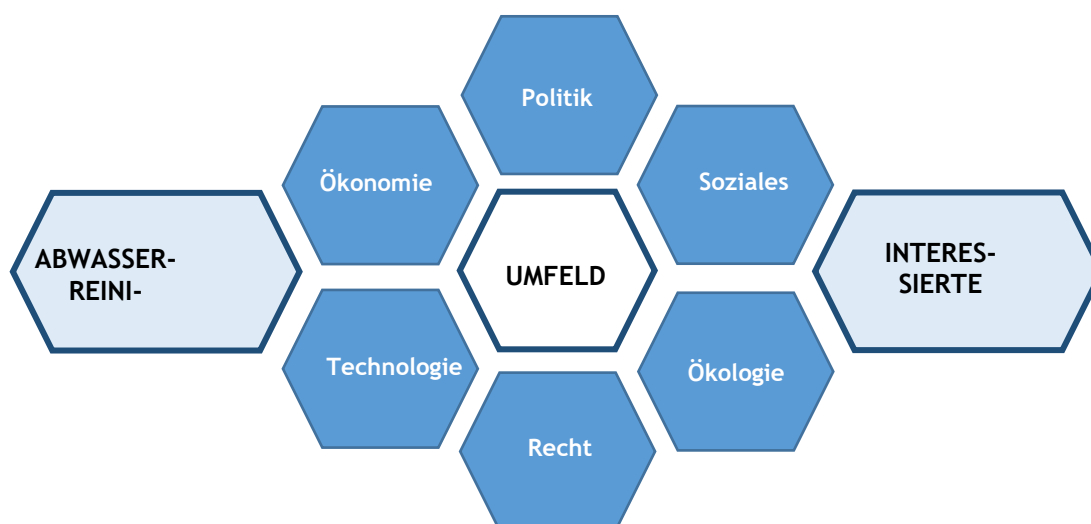 Politik
Ökonomie
Soziales
ABWASSER-
REINI-
UMFELD
INTERES-
SIERTE
Technologie
Ökologie
Recht